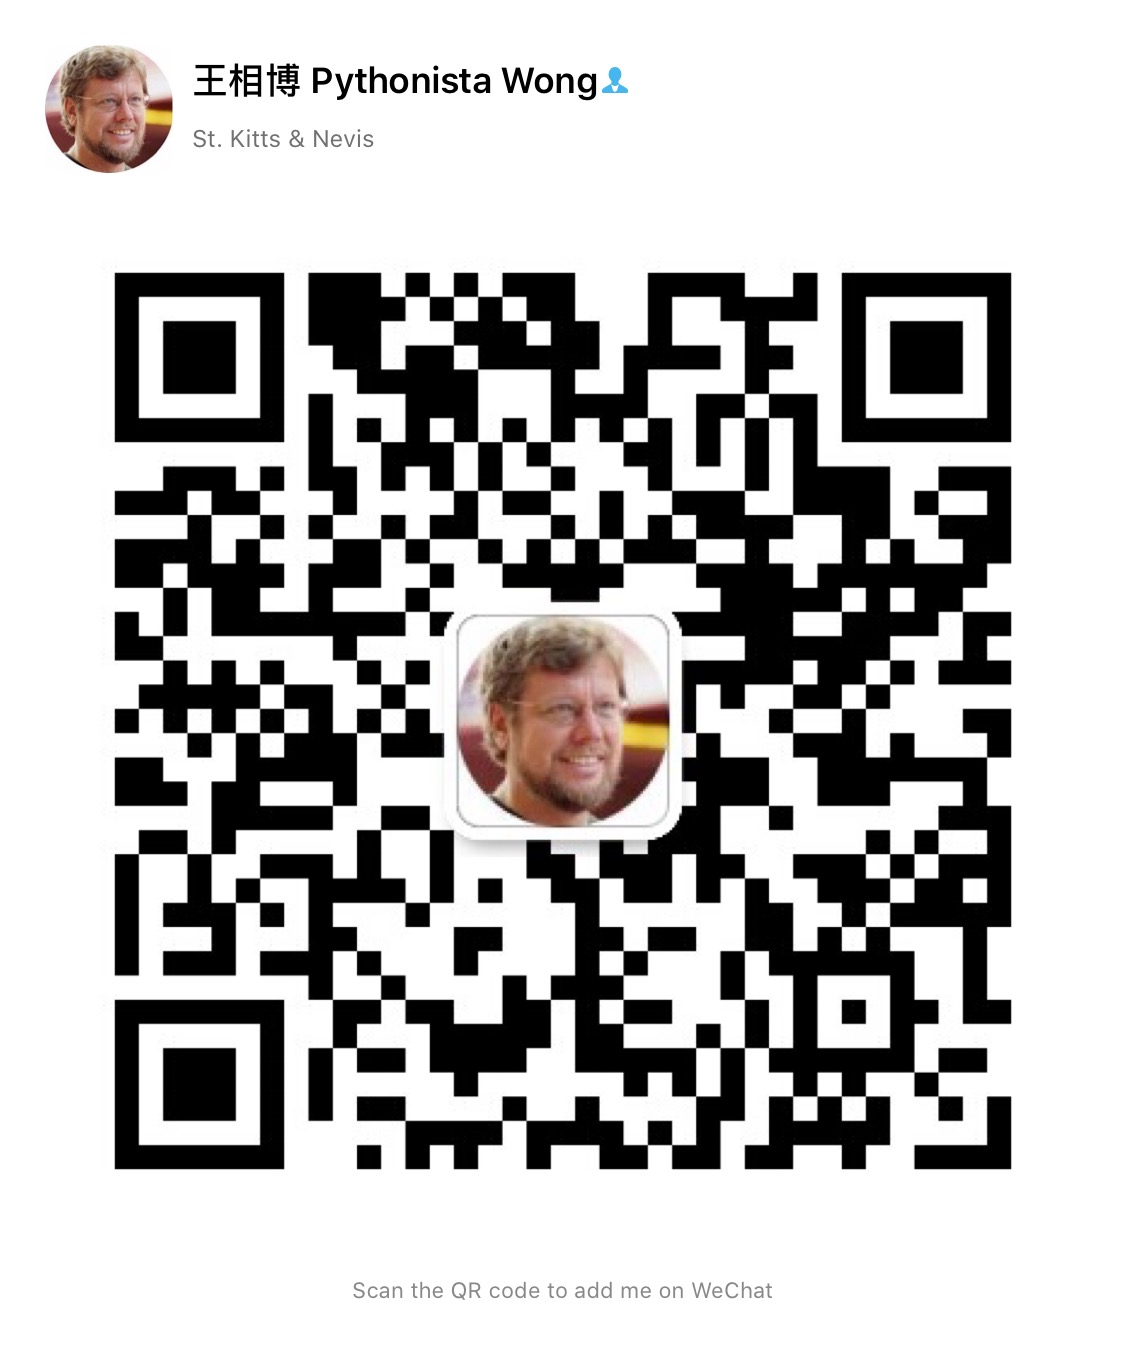 王相博 Pythonista Wong
St. Kitts & Nevis
Scan the QR code to add me on WeChat